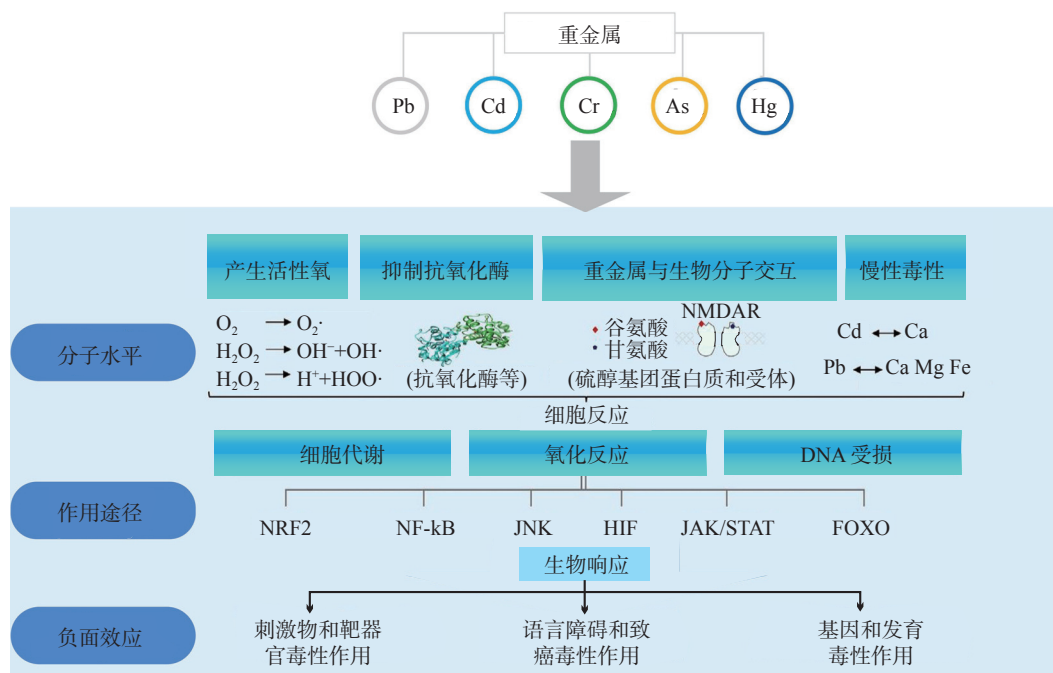 重金属
Pb Cd Cr As Hg
产生活性氧 抑制抗氧化酶 重金属与生物分子交互 慢性毒性
分子水平
O₂ → O₂·
H₂O₂ → OH⁻+OH·
H₂O₂ → H⁺+HOO·
(抗氧化酶等)
NMDAR
谷氨酸
甘氨酸
(硫醇基团蛋白质和受体)
Cd ↔ Ca
Pb ↔ Ca Mg Fe
细胞反应
细胞代谢 氧化反应 DNA 受损
作用途径
NRF2 NF-kB JNK HIF JAK/STAT FOXO
生物响应
负面效应
刺激物和靶器
官毒性作用
语言障碍和致
癌毒性作用
基因和发育
毒性作用